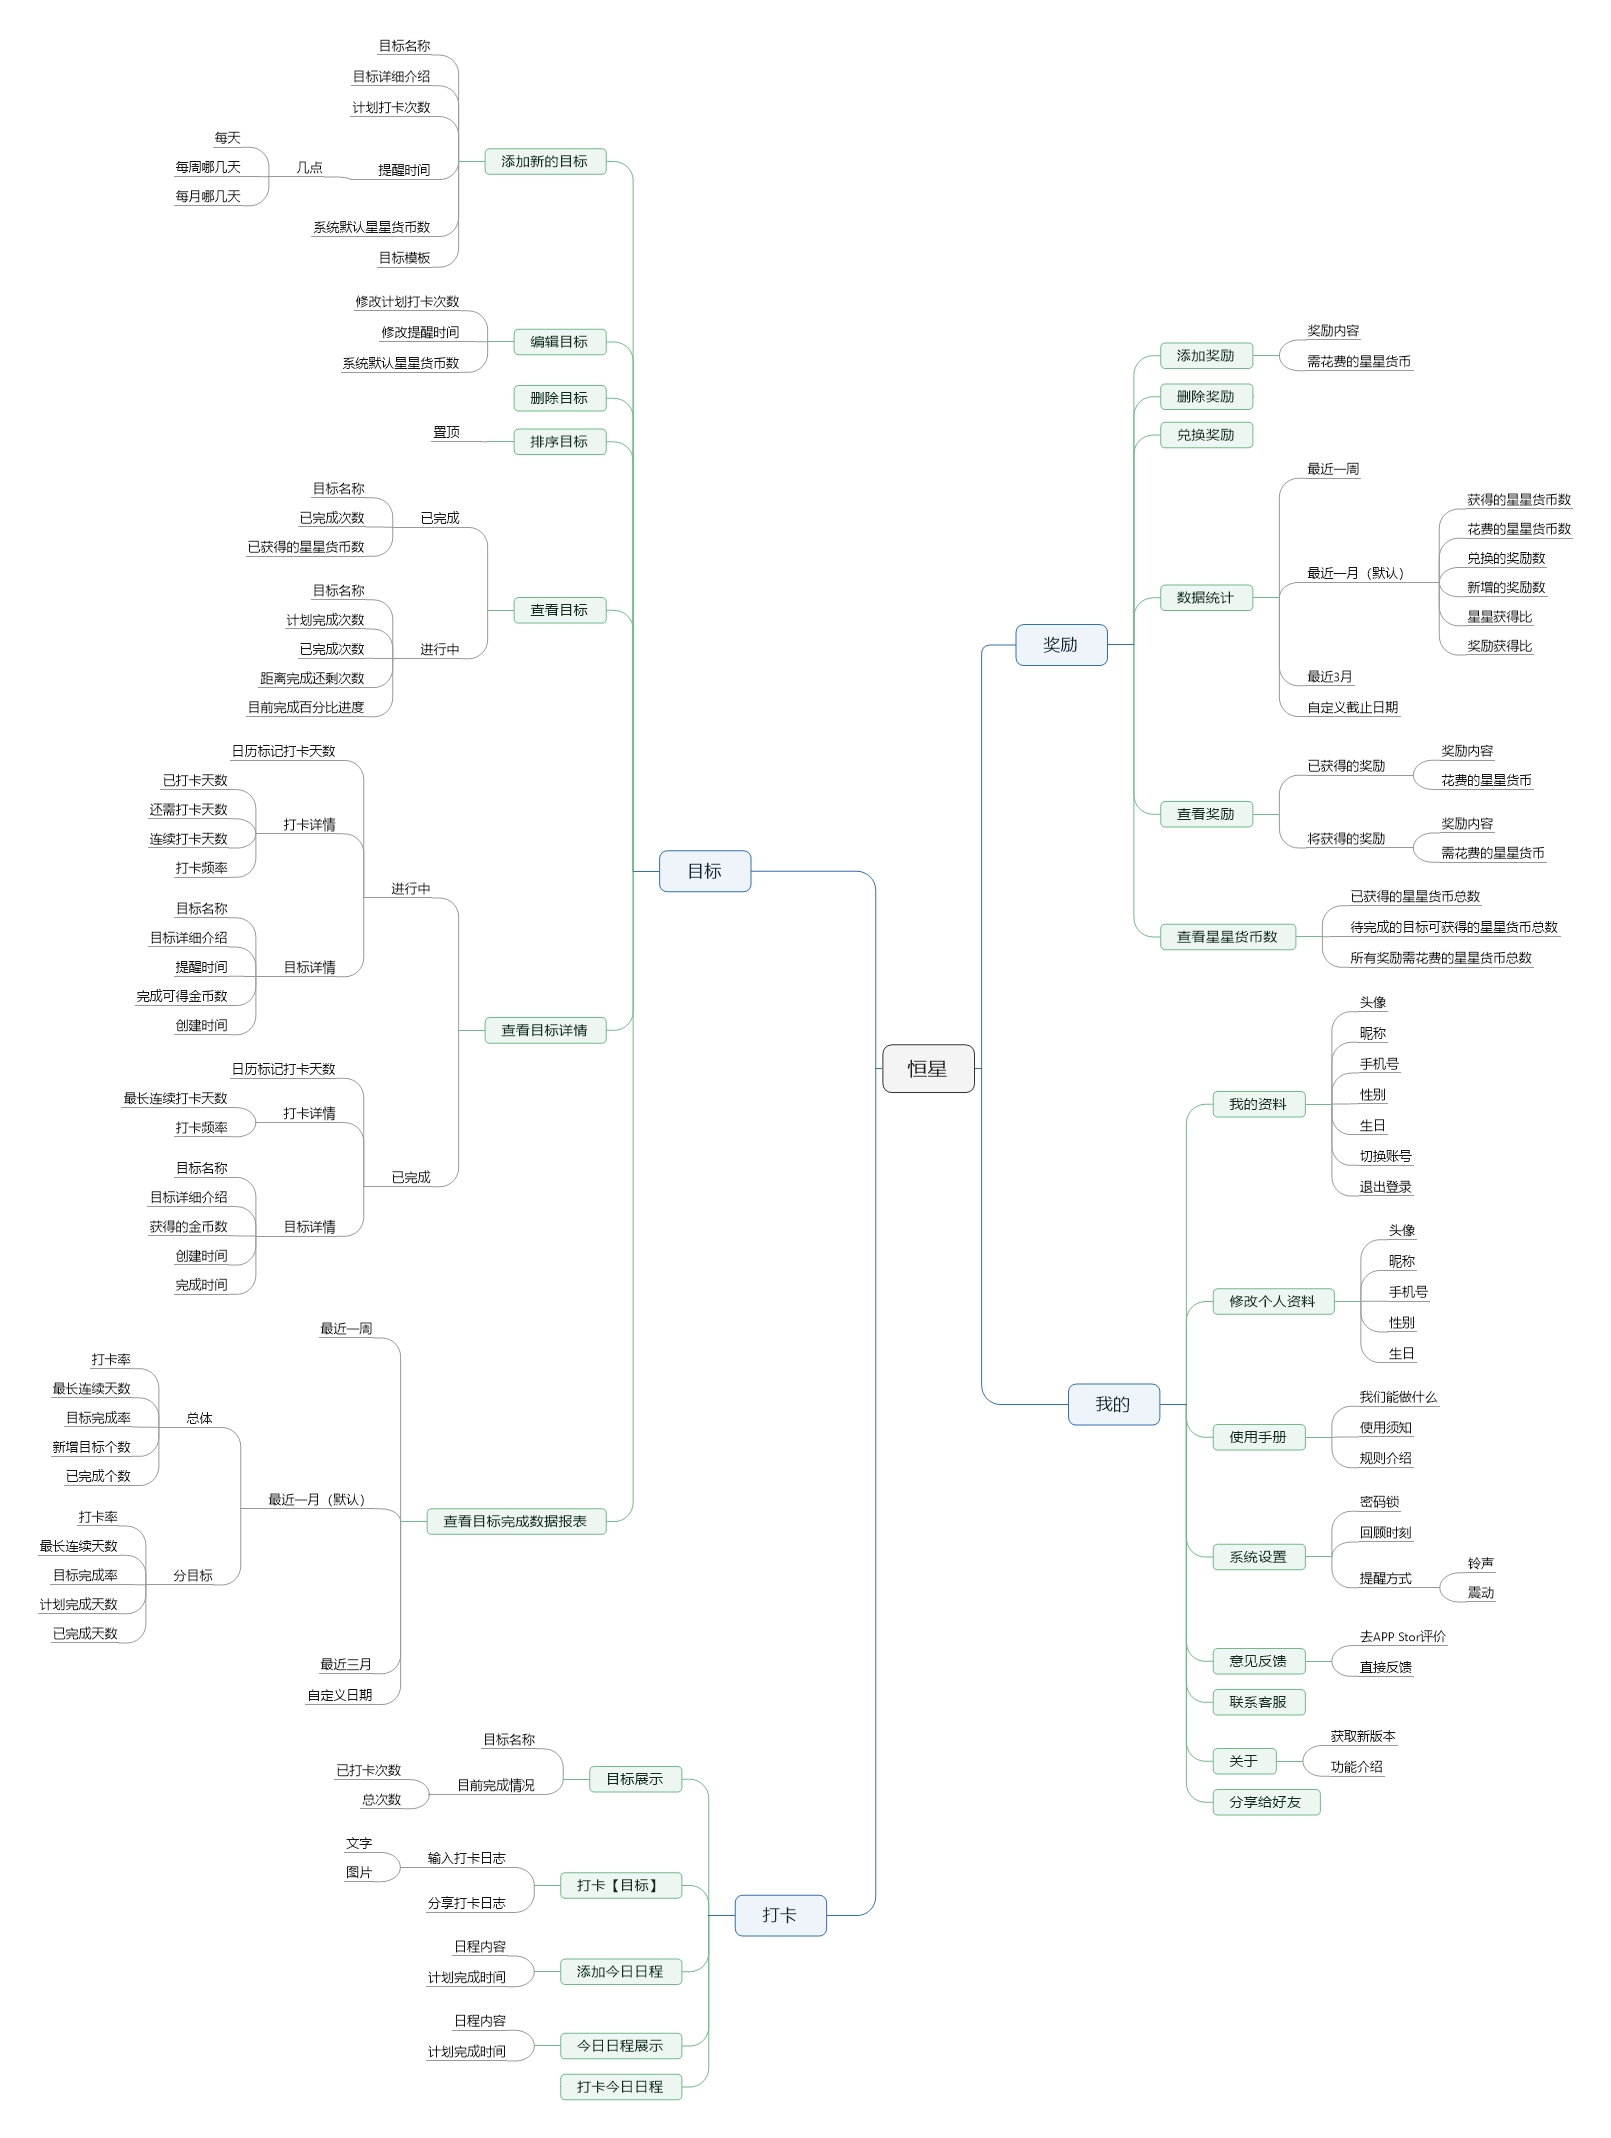 恒星
目标
添加新的目标
目标名称
目标详细介绍
计划打卡次数
提醒时间
几点
每天
每周哪几天
每月哪几天
系统默认星星货币数
目标模板
编辑目标
修改计划打卡次数
修改提醒时间
系统默认星星货币数
删除目标
排序目标
置顶
查看目标
已完成
目标名称
已完成次数
已获得的星星货币数
进行中
目标名称
计划完成次数
已完成次数
距离完成还剩次数
目前完成百分比进度
查看目标详情
进行中
日历标记打卡天数
打卡详情
已打卡天数
还需打卡天数
连续打卡天数
打卡频率
目标详情
目标名称
目标详细介绍
提醒时间
完成可得金币数
创建时间
已完成
日历标记打卡天数
打卡详情
最长连续打卡天数
打卡频率
目标详情
目标名称
目标详细介绍
获得的金币数
创建时间
完成时间
查看目标完成数据报表
最近一周
最近一月（默认）
总体
打卡率
最长连续天数
目标完成率
新增目标个数
已完成个数
分目标
打卡率
最长连续天数
目标完成率
计划完成天数
已完成天数
最近三月
自定义日期
打卡
目标展示
目标名称
目前完成情况
已打卡次数
总次数
打卡【目标】
输入打卡日志
文字
图片
分享打卡日志
添加今日日程
日程内容
计划完成时间
今日日程展示
日程内容
计划完成时间
打卡今日日程
奖励
添加奖励
奖励内容
需花费的星星货币
删除奖励
兑换奖励
数据统计
最近一周
最近一月（默认）
获得的星星货币数
花费的星星货币数
兑换的奖励数
新增的奖励数
星星获得比
奖励获得比
最近3月
自定义截止日期
查看奖励
已获得的奖励
奖励内容
花费的星星货币
将获得的奖励
奖励内容
需花费的星星货币
查看星星货币数
已获得的星星货币总数
待完成的目标可获得的星星货币总数
所有奖励需花费的星星货币总数
我的
我的资料
头像
昵称
手机号
性别
生日
切换账号
退出登录
修改个人资料
头像
昵称
手机号
性别
生日
使用手册
我们能做什么
使用须知
规则介绍
系统设置
密码锁
回顾时刻
提醒方式
铃声
震动
意见反馈
去APP Stor评价
直接反馈
联系客服
关于
获取新版本
功能介绍
分享给好友